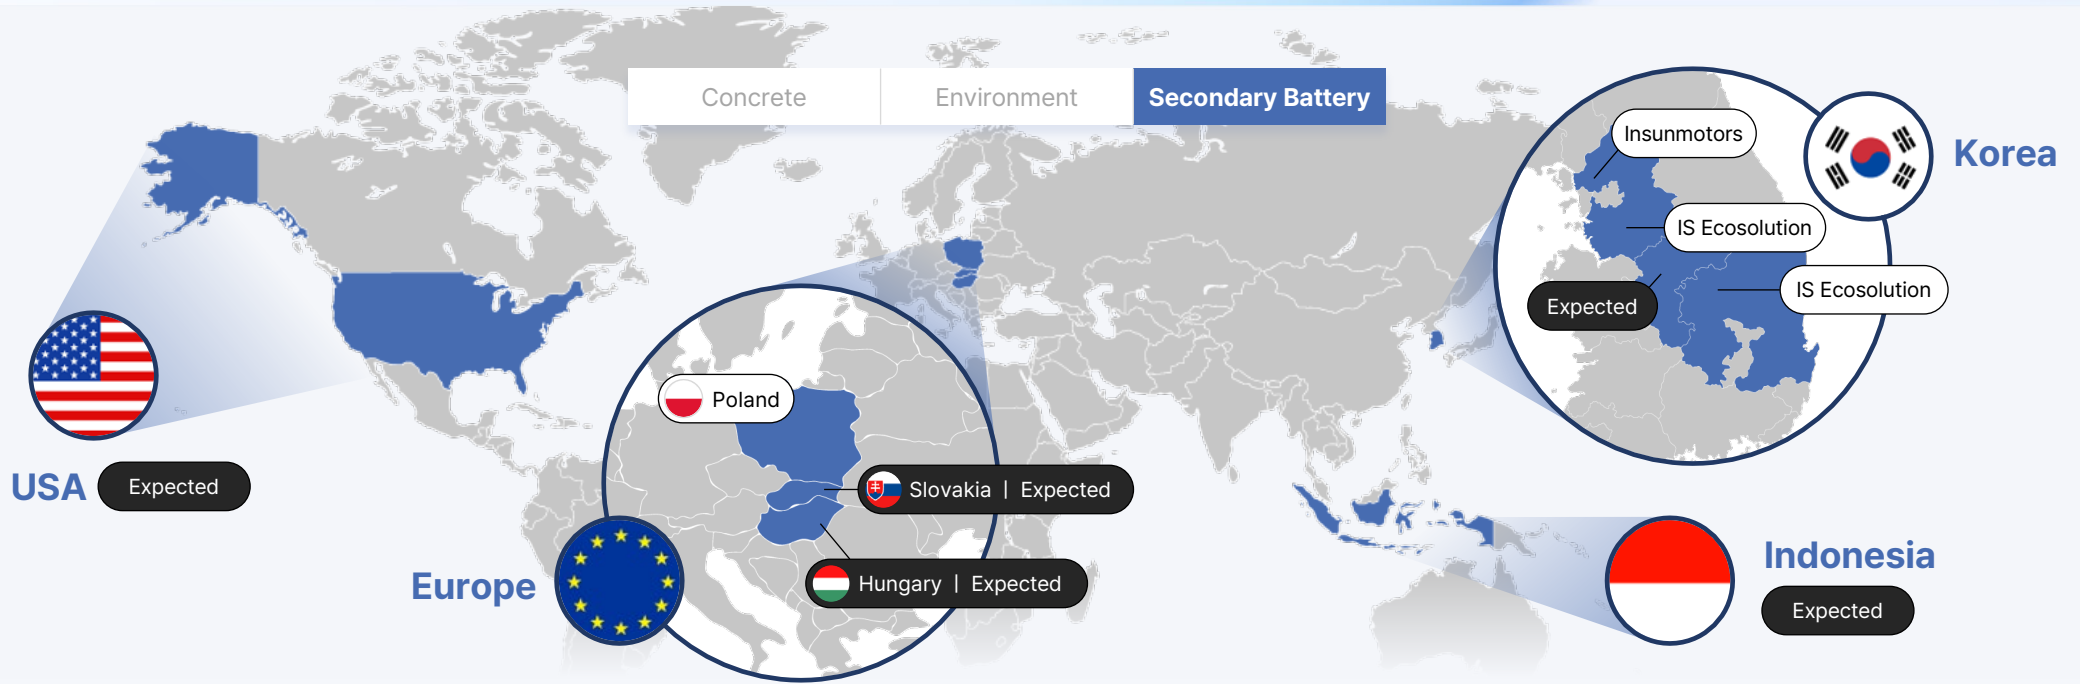 Concrete
Environment
Secondary Battery
Insunmotors
Korea
IS Ecosolution
IS Ecosolution
Expected
Poland
USA
Expected
Slovakia | Expected
Europe
Hungary | Expected
Indonesia
Expected